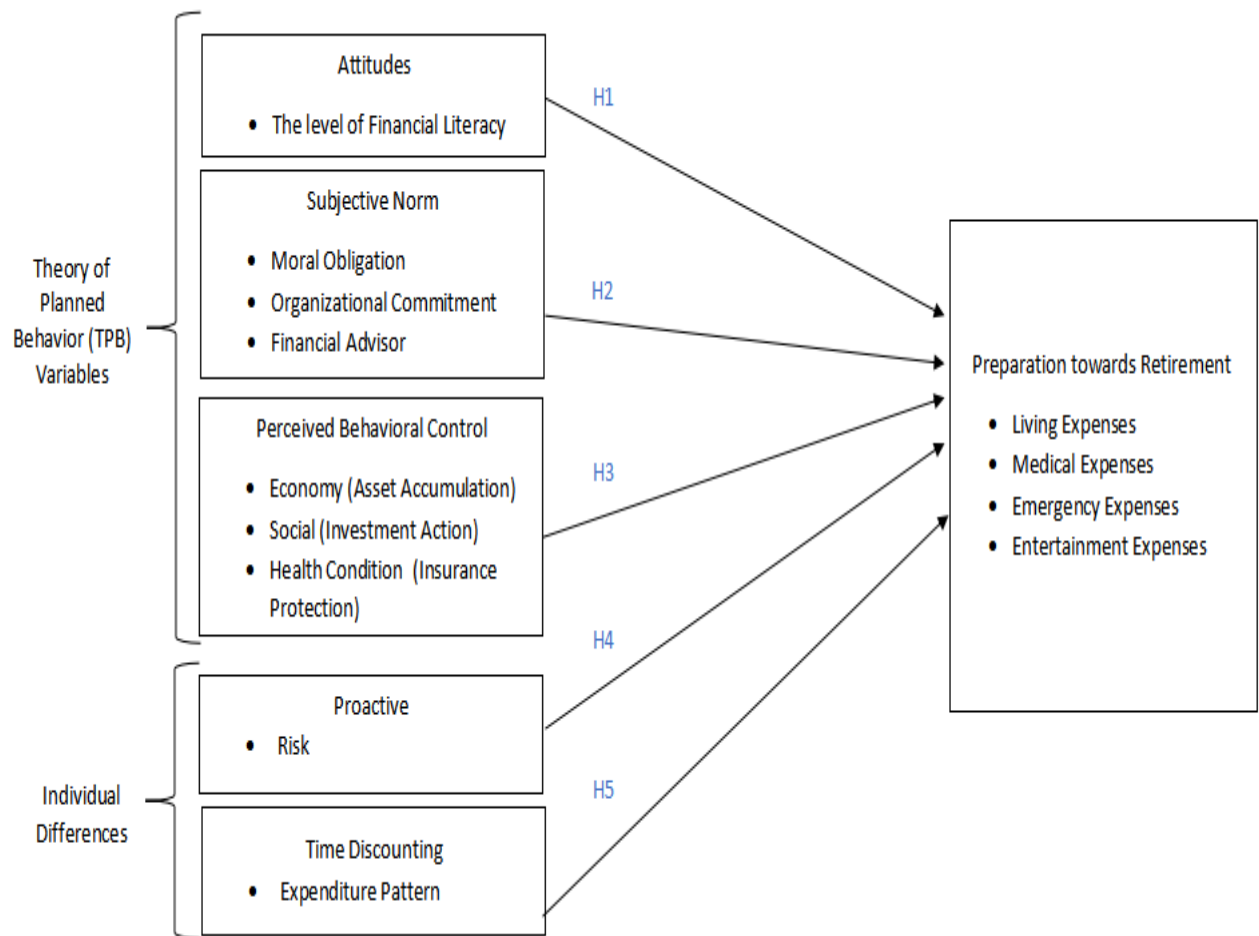 Theory of
Planned
Behavior (TPB)
Variables
Attitudes
• The level of Financial Literacy
Subjective Norm
• Moral Obligation
• Organizational Commitment
• Financial Advisor
Perceived Behavioral Control
• Economy (Asset Accumulation)
• Social (Investment Action)
• Health Condition (Insurance
Protection)
Individual
Differences
Proactive
• Risk
Time Discounting
• Expenditure Pattern
H1
H2
H3
H4
H5
Preparation towards Retirement
• Living Expenses
• Medical Expenses
• Emergency Expenses
• Entertainment Expenses